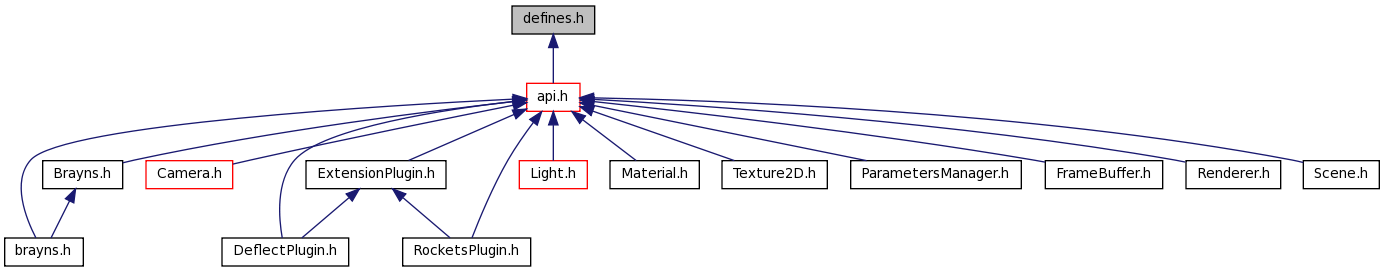 defines.h
api.h
Brayns.h
Camera.h
ExtensionPlugin.h
Light.h
Material.h
Texture2D.h
ParametersManager.h
FrameBuffer.h
Renderer.h
Scene.h
brayns.h
DeflectPlugin.h
RocketsPlugin.h